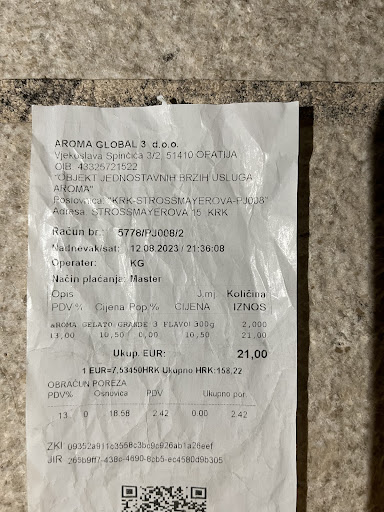 AROMA GLOBAL 3 d.o.o.
Vjekoslava Spinčića 3/2, 51410 OPATIJA
OIB: 43325721522
"OBJEKT JEDNOSTAVNIH BRZIH USLUGA
AROMA"
Poslovnica: "KRK-STROSSMAYEROVA-PJ008"
Adresa: STROSSMAYEROVA 15 KRK
Račun br.: 5778/PJ008/2
Nadnevak/sat: 12.08.2023 / 21:36:08
Operater: KG
Način plaćanja: Master
Opis J.mj. Količina
PDV % Cijena Pop.% CIJENA IZNOS
AROMA GELATO GRANDE 3 FLAVOU 300g 2,000
13,00 10,50 0,00 10,50 21,00
Ukup. EUR: 21,00
1 EUR=7,53450HRK Ukupno HRK:158,22
OBRAČUN POREZA
PDV% Osnovica PDV Ukupno por.
13 0 18.58 2.42 0.00 2.42
ZKI:
JIR: